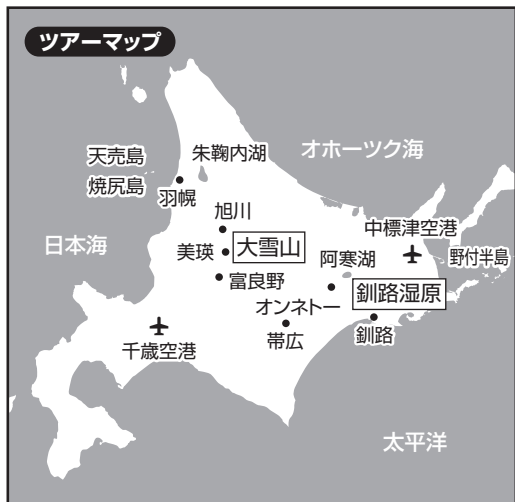 ツアーマップ
天売島
焼尻島
朱鞠内湖
オホーツク海
羽幌
旭川
中標津空港
日本海
美瑛
大雪山
阿寒湖
野付半島
富良野
釧路湿原
オンネトー
千歳空港
帯広
釧路
太平洋